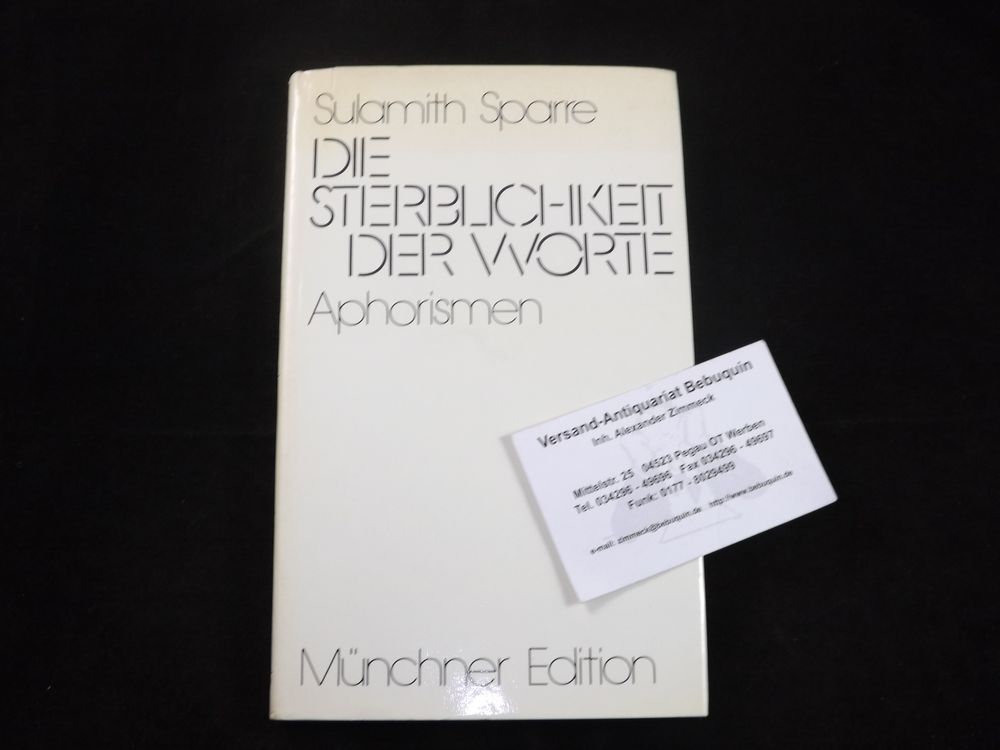 Sulamith Sparre
DIE
STERBLICHKEIT
DER WORTE
Aphorismen
Münchner Edition
Versand-Antiquariat Bebuquin
Inh. Alexander Zimmeck
Mittelstr. 25 04523 Pegau OT Werben
Tel. 034296 - 49696 Fax 034296 - 49697
Funk: 0177 - 8029499
e-mail: zimmeck@bebuquin.de http://www.bebuquin.de